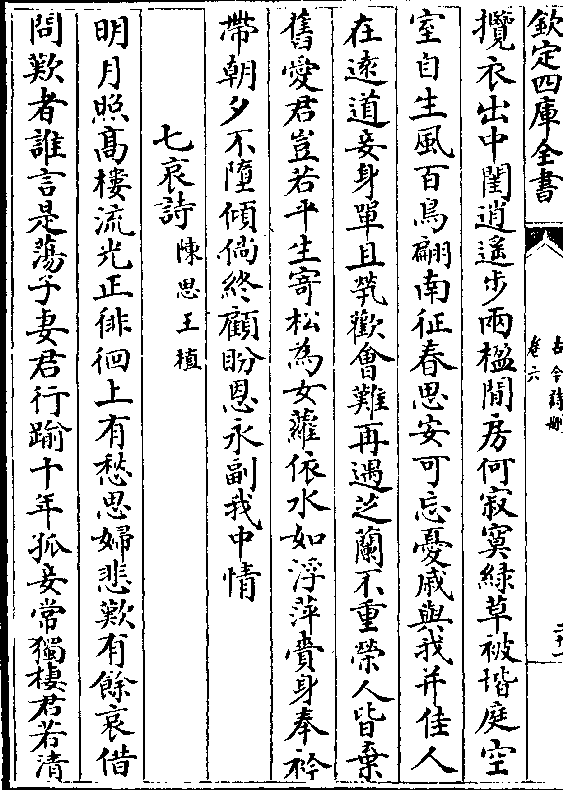 欽定四庫全書
古今詩刪
卷六
攬衣出中閨逍遙步兩楹閒房何寂寞綠草被堦庭空
室自生風百鳥翩南征春思安可忘憂戚與我并佳人
在逺道妾身單且煢歡會難再遇芝蘭不重榮人皆棄
舊愛君豈若平生寄松為女蘿依水如浮萍賫身奉衿
帶朝夕不墮傾倘終顧盼恩永副我中情
七哀詩 陳思王植
明月照髙樓流光正徘徊上有愁思婦悲歎有餘哀借
問歎者誰言是蕩子妻君行踰十年孤妾常獨棲君若清